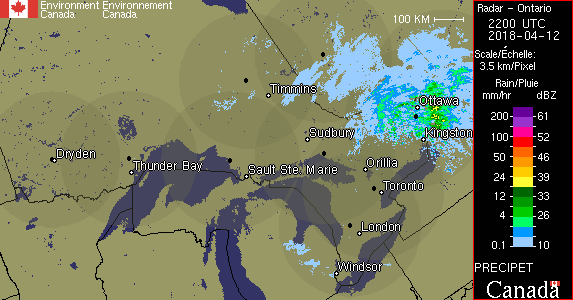 Environment Environnement
Canada Canada
100 KM
Timmins
Ottawa
Kingston
Sudbury
Dryden
Thunder Bay
Sault Ste. Marie
Orillia
Toronto
London
Windsor
Radar - Ontario
2200 UTC
2018-04-12
Scale/Échelle:
3.5 km/Pixel
Rain/Pluie
mm/hr dBZ
200 61
100 52
50 46
24 39
12 33
4 26
0.1 10
PRECIPET
Canada